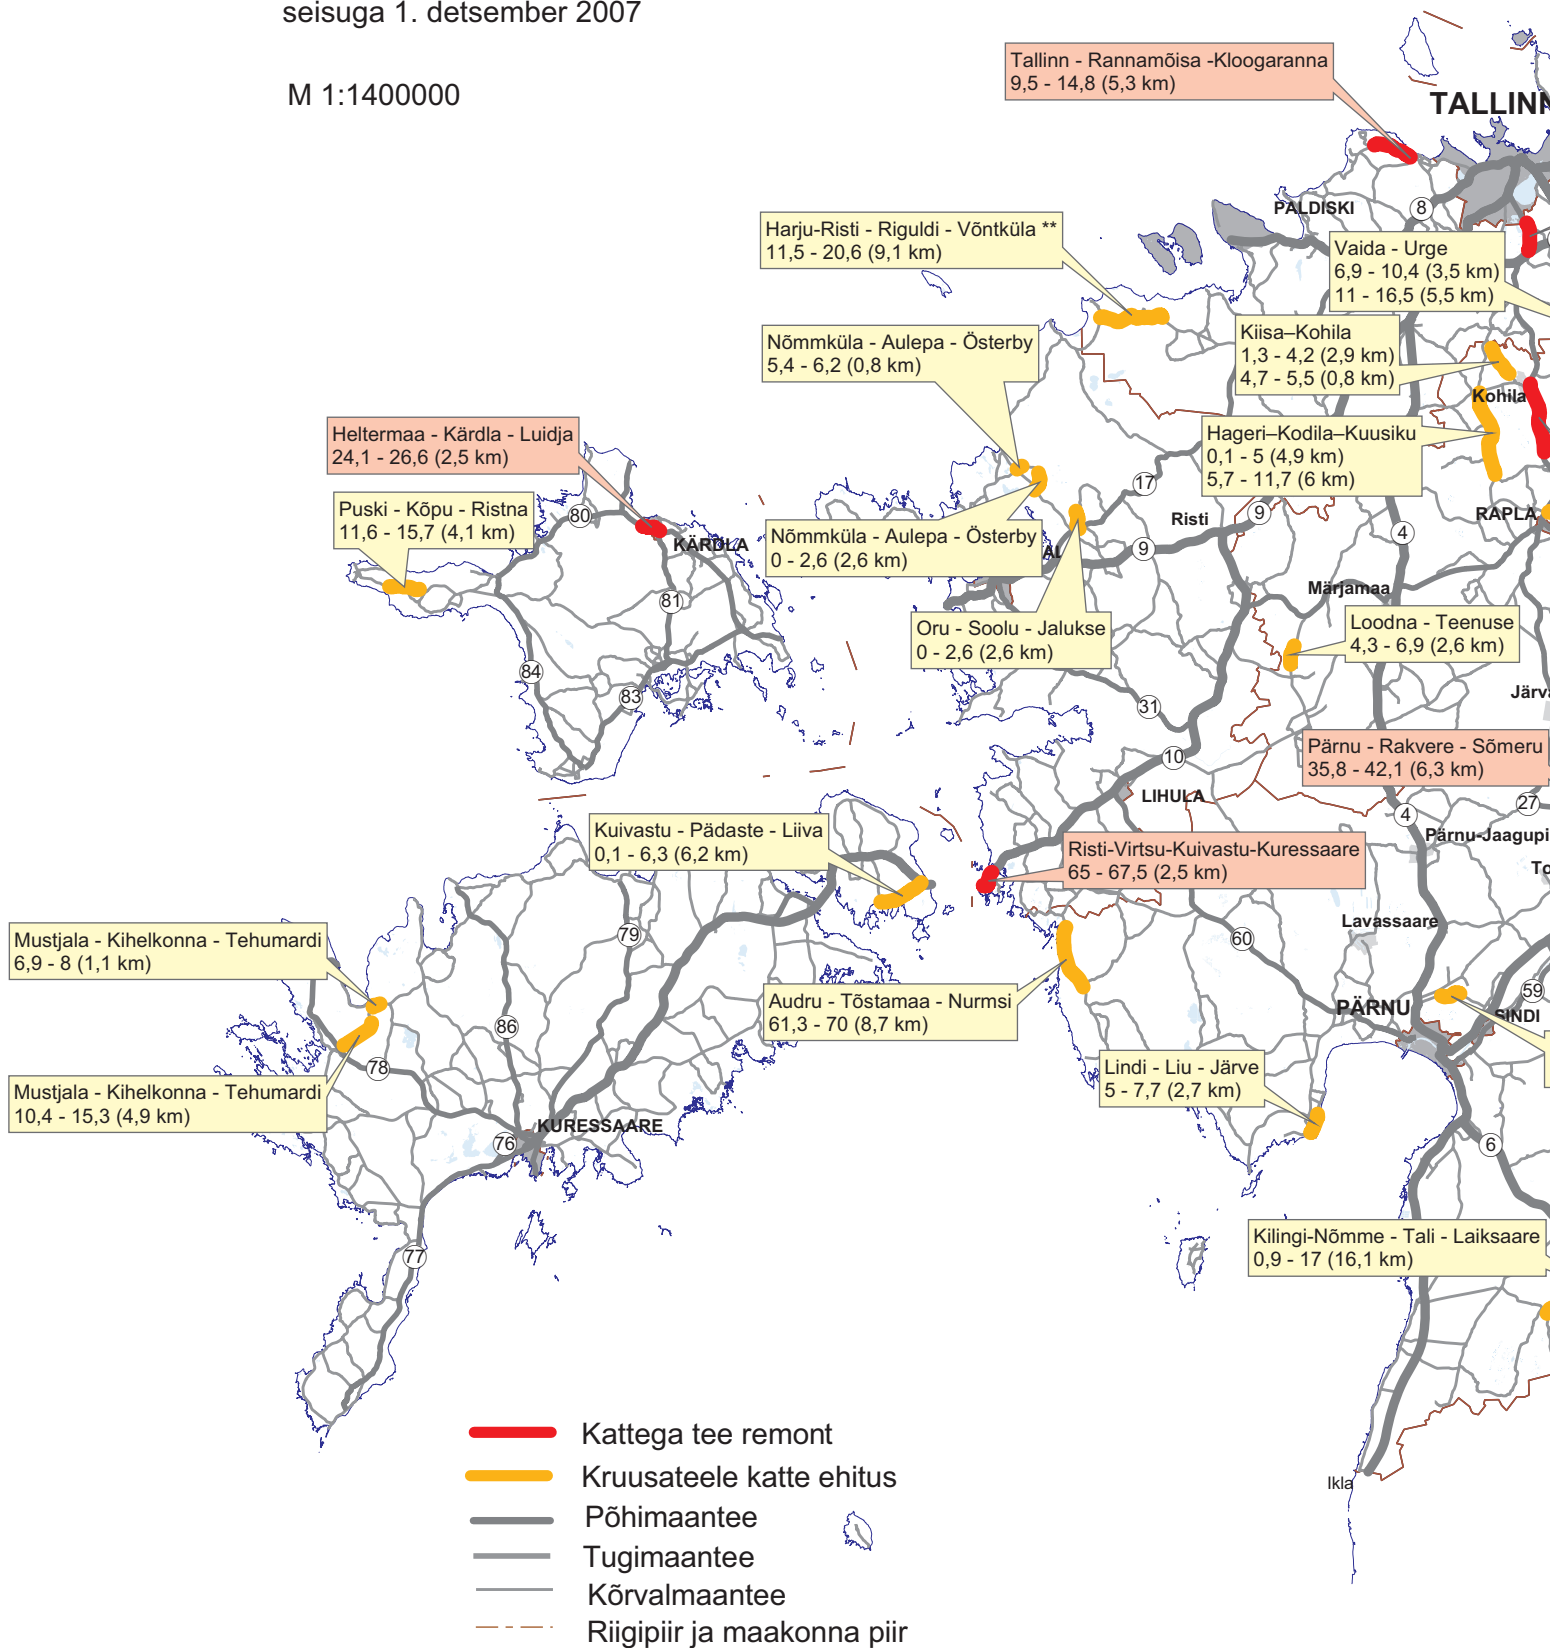 seisuga 1. detsember 2007
M 1:1400000
Tallinn - Rannamõisa -Kloogaranna
9,5 - 14,8 (5,3 km)
TALLINN
PALDISKI
8
Harju-Risti - Riguldi - Võntküla **
11,5 - 20,6 (9,1 km)
Vaida - Urge
6,9 - 10,4 (3,5 km)
11 - 16,5 (5,5 km)
Nõmmküla - Aulepa - Österby
5,4 - 6,2 (0,8 km)
Kiisa–Kohila
1,3 - 4,2 (2,9 km)
4,7 - 5,5 (0,8 km)
Kohila
Heltermaa - Kärdla - Luidja
24,1 - 26,6 (2,5 km)
Hageri–Kodila–Kuusiku
0,1 - 5 (4,9 km)
5,7 - 11,7 (6 km)
17
Puski - Kõpu - Ristna
11,6 - 15,7 (4,1 km)
80
KÄRDLA
Risti
9
RAPLA
4
Nõmmküla - Aulepa - Österby
0 - 2,6 (2,6 km)
9
Märjamaa
81
Oru - Soolu - Jalukse
0 - 2,6 (2,6 km)
Loodna - Teenuse
4,3 - 6,9 (2,6 km)
84
83
31
Pärnu - Rakvere - Sõmeru
35,8 - 42,1 (6,3 km)
10
LIHULA
27
4
Kuivastu - Pädaste - Liiva
0,1 - 6,3 (6,2 km)
Pärnu-Jaagupi
Risti-Virtsu-Kuivastu-Kuressaare
65 - 67,5 (2,5 km)
Lavassaare
Mustjala - Kihelkonna - Tehumardi
6,9 - 8 (1,1 km)
79
60
Audru - Tõstamaa - Nurmsi
61,3 - 70 (8,7 km)
59
PÄRNU
SINDI
86
78
Lindi - Liu - Järve
5 - 7,7 (2,7 km)
Mustjala - Kihelkonna - Tehumardi
10,4 - 15,3 (4,9 km)
KURESSAARE
76
6
Kilingi-Nõmme - Tali - Laiksaare
0,9 - 17 (16,1 km)
77
Kattega tee remont
Kruusateele katte ehitus
Ikla
Põhimaantee
Tugimaantee
Kõrvalmaantee
Riigipiir ja maakonna piir